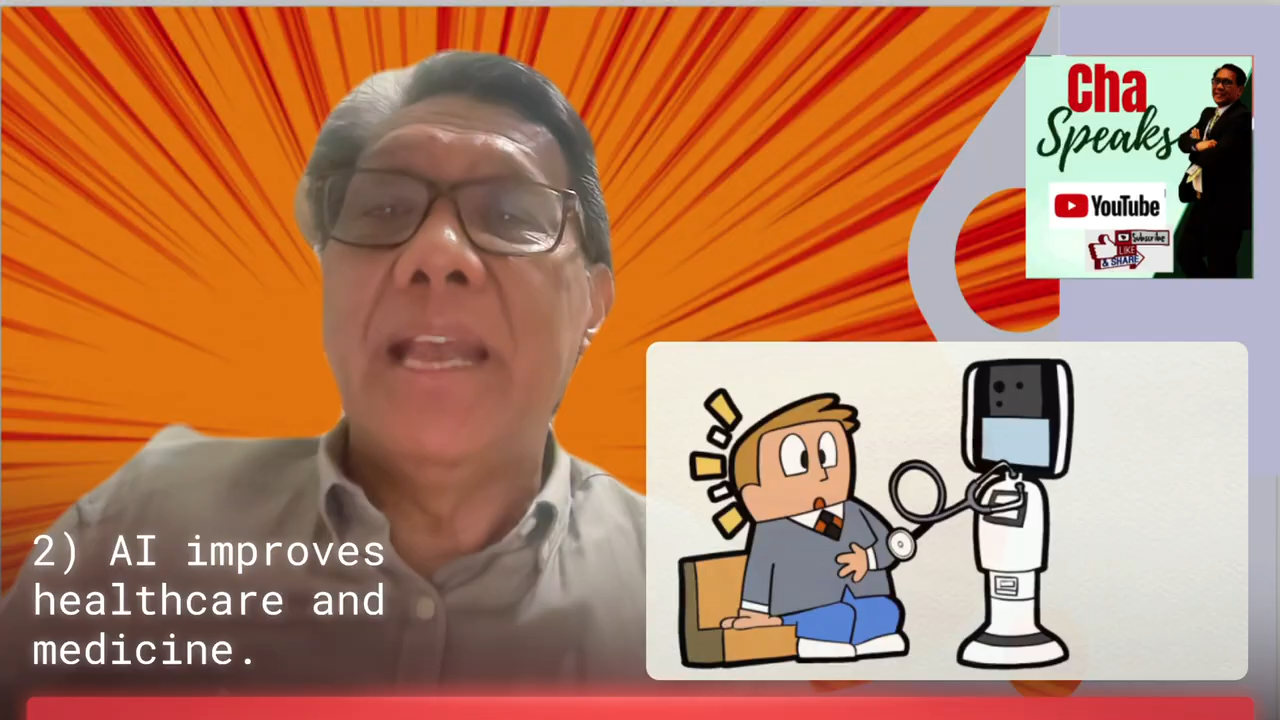 Cha
Speaks
YouTube
Subscribe
LIKE
& SHARE
2) AI improves
healthcare and
medicine.